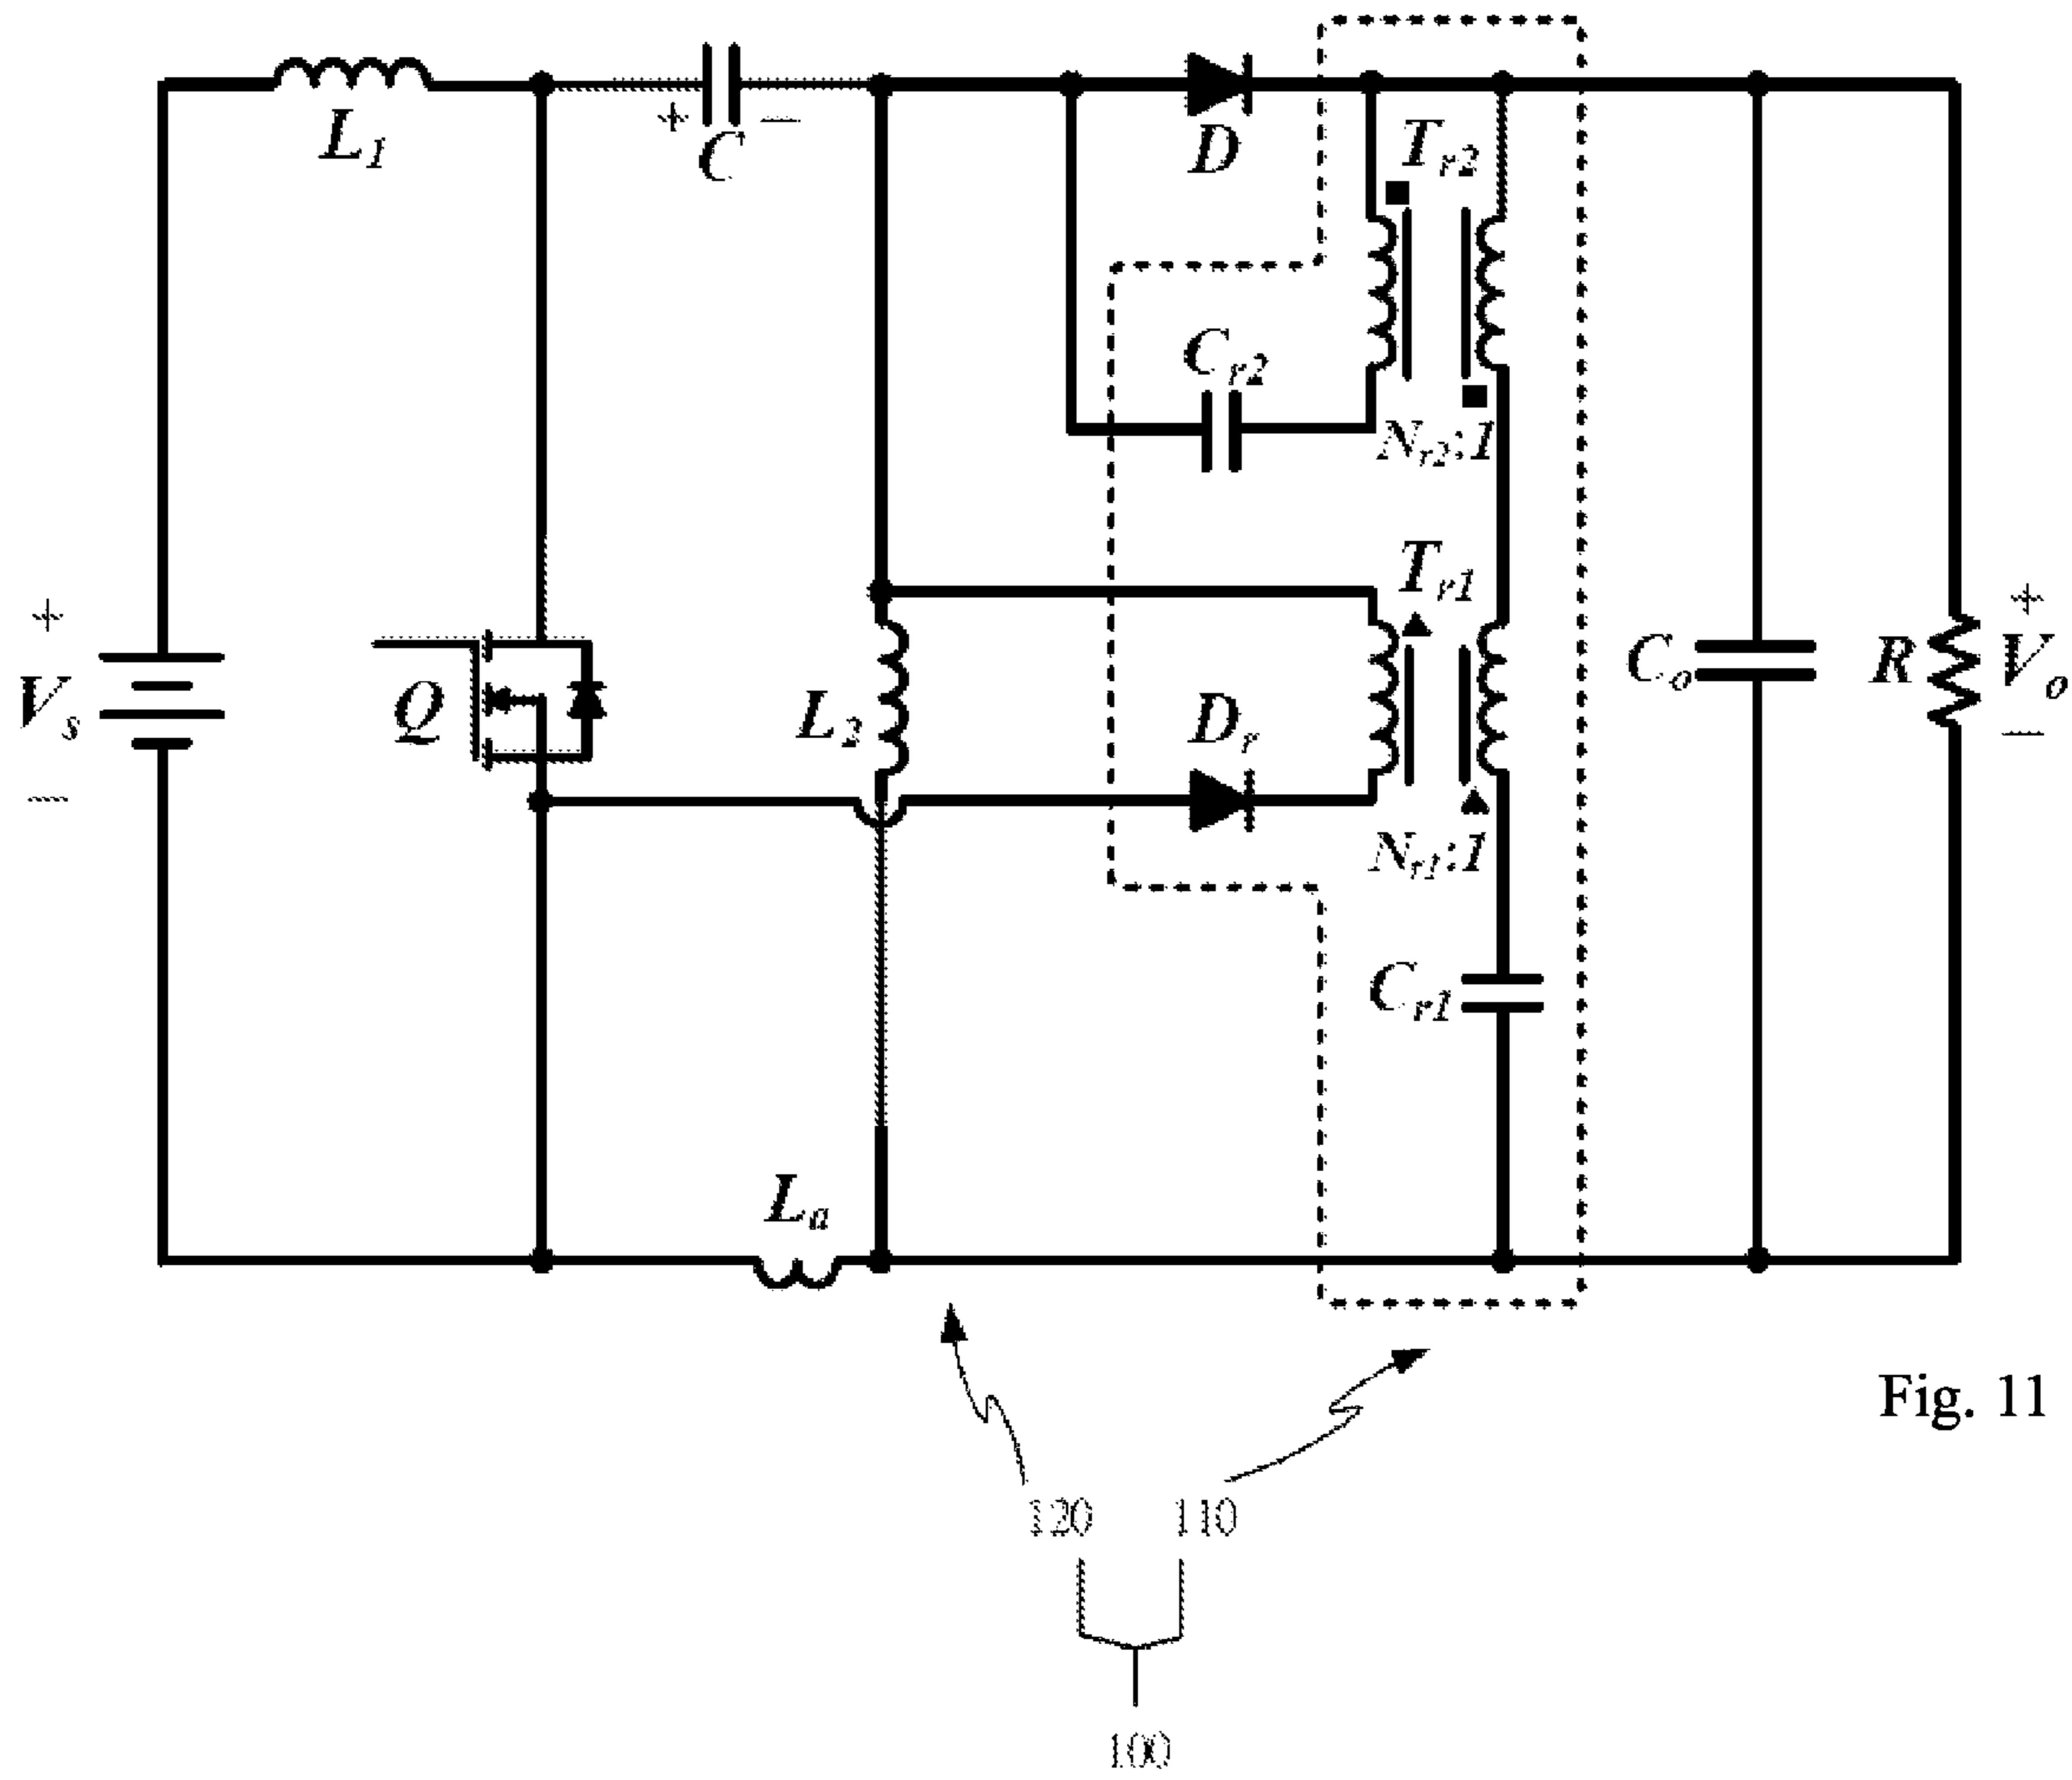 L1
+
C
−
D
Tr2
Cr2
Nr2:1
Tr1
+
Vs
−
Q
L2
Dr
Nr1:1
Co
R
+
Vo
−
Cr1
La
Fig. 11
120
110
100